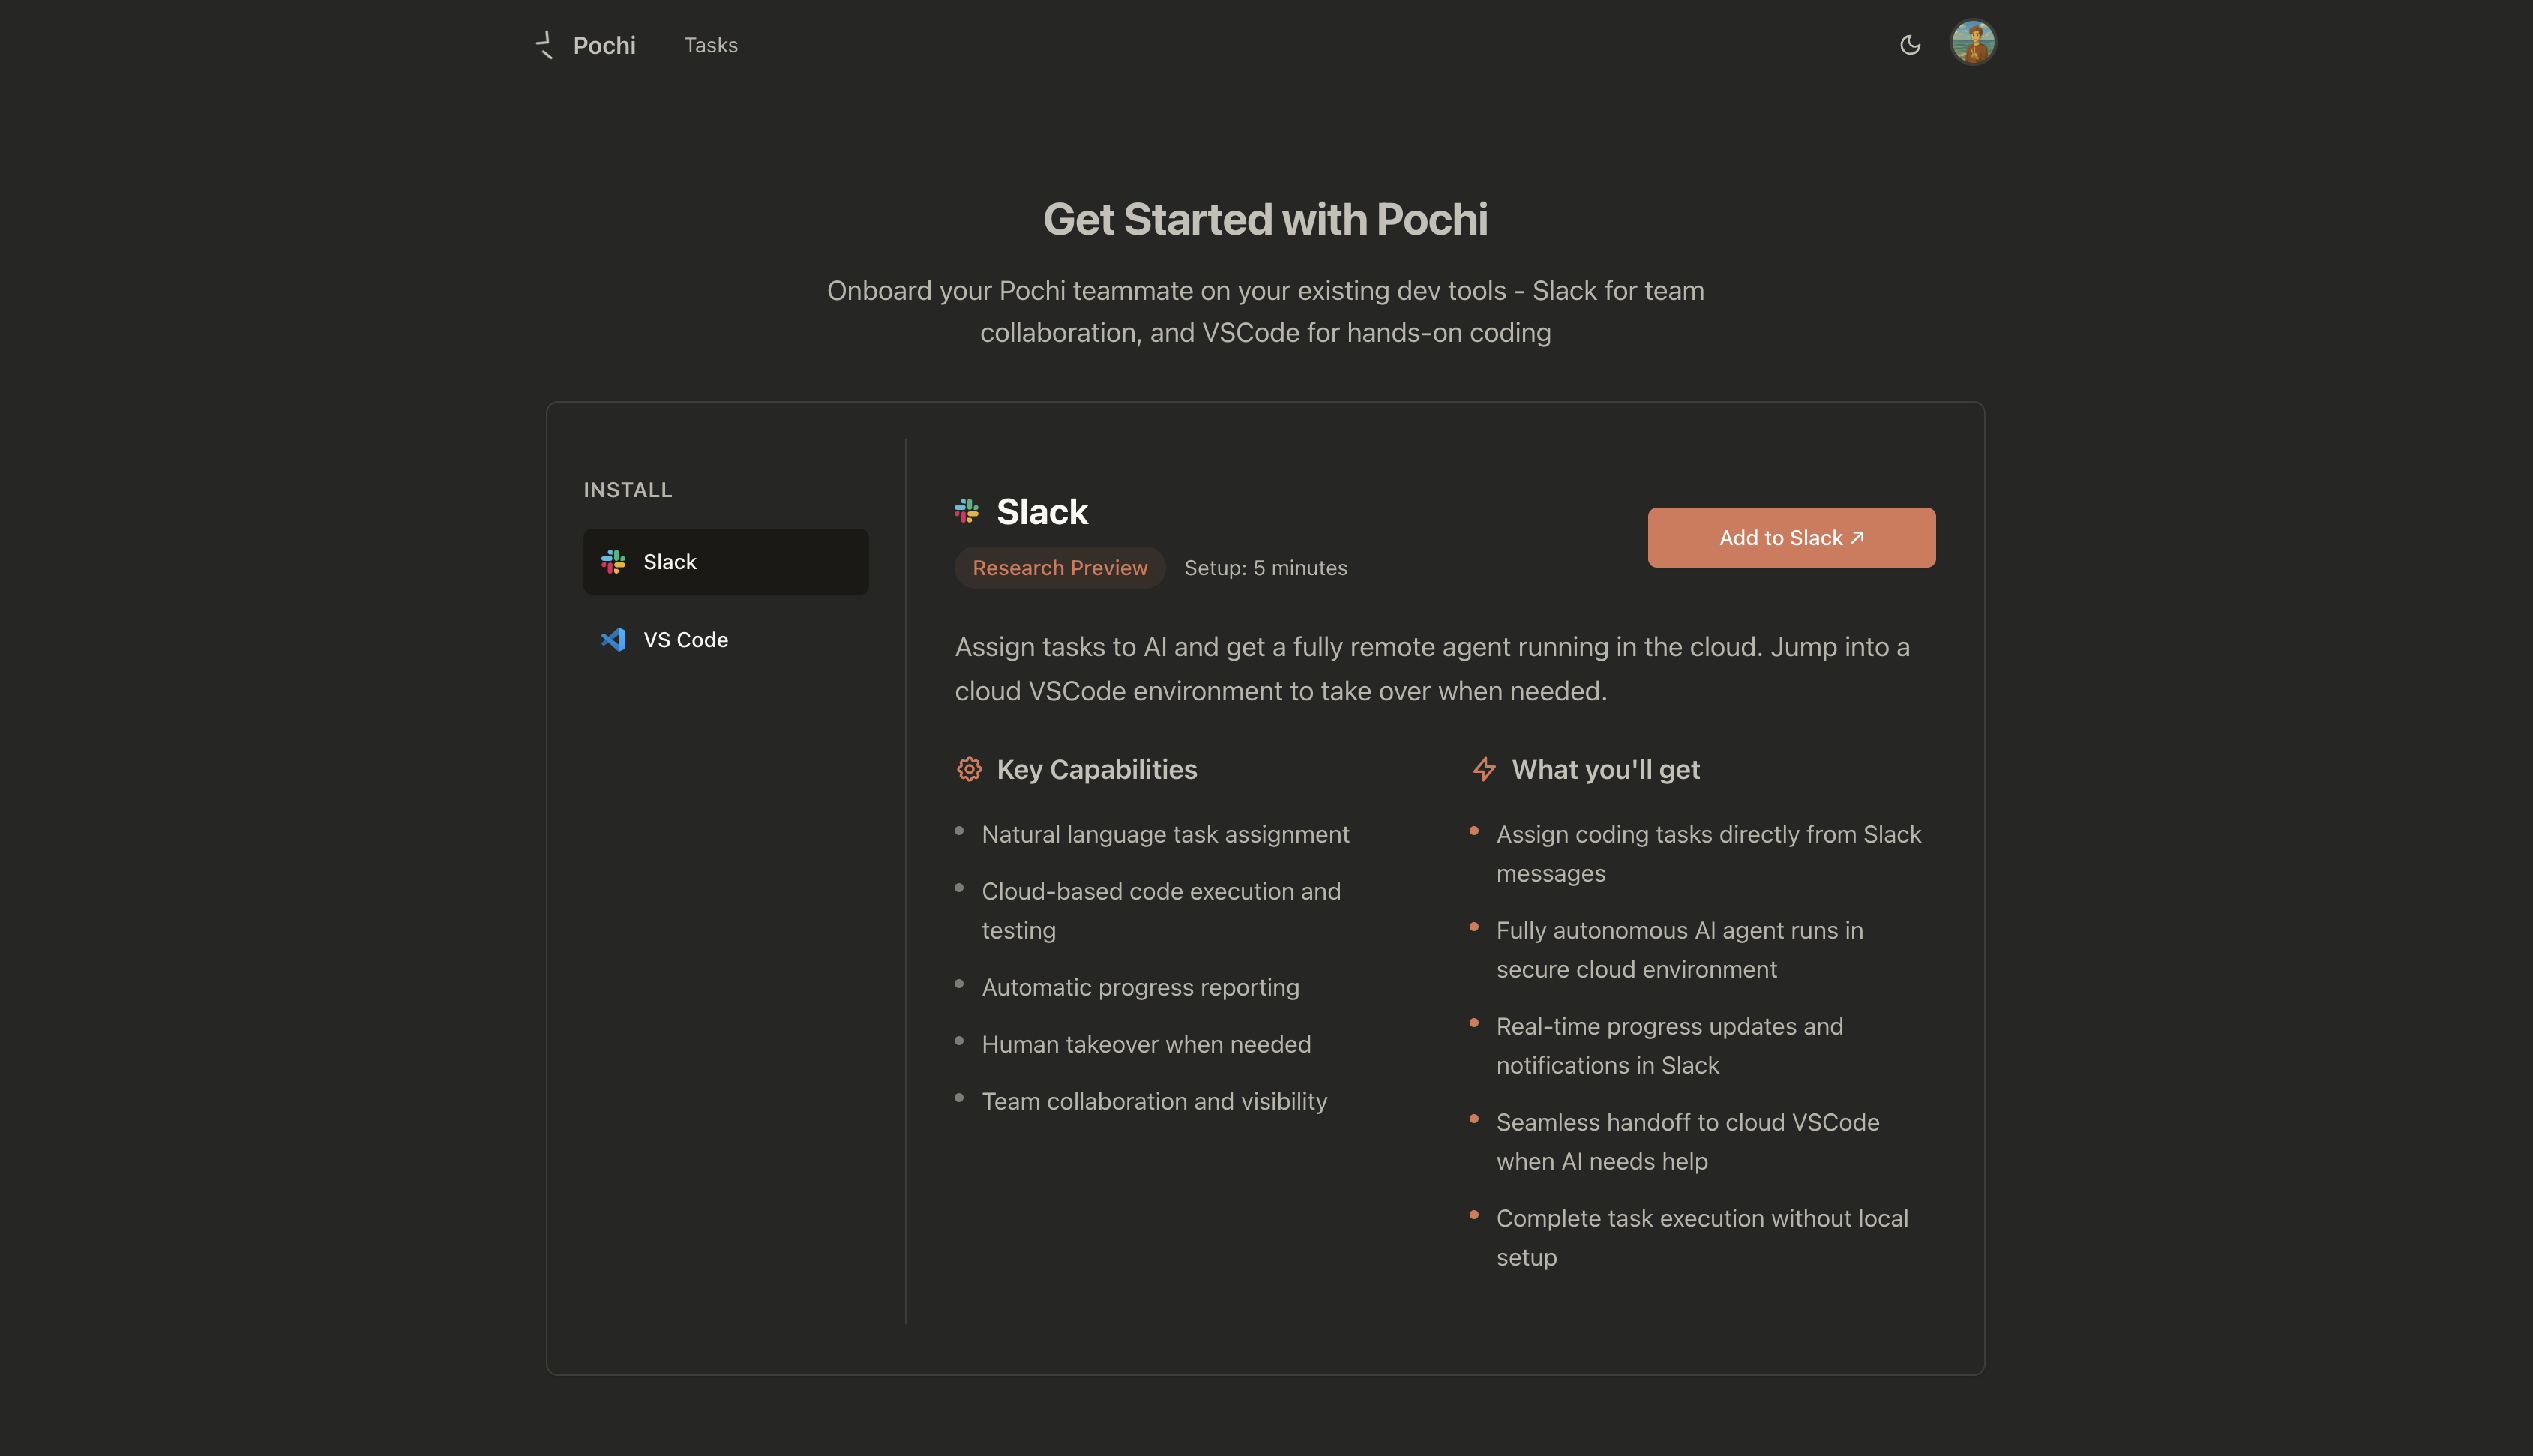 Pochi
Tasks
Get Started with Pochi
Onboard your Pochi teammate on your existing dev tools - Slack for team
collaboration, and VSCode for hands-on coding
INSTALL
Slack
VS Code
Slack
Research Preview
Setup: 5 minutes
Add to Slack ↗
Assign tasks to AI and get a fully remote agent running in the cloud. Jump into a
cloud VSCode environment to take over when needed.
Key Capabilities
Natural language task assignment
Cloud-based code execution and
testing
Automatic progress reporting
Human takeover when needed
Team collaboration and visibility
What you'll get
Assign coding tasks directly from Slack
messages
Fully autonomous AI agent runs in
secure cloud environment
Real-time progress updates and
notifications in Slack
Seamless handoff to cloud VSCode
when AI needs help
Complete task execution without local
setup